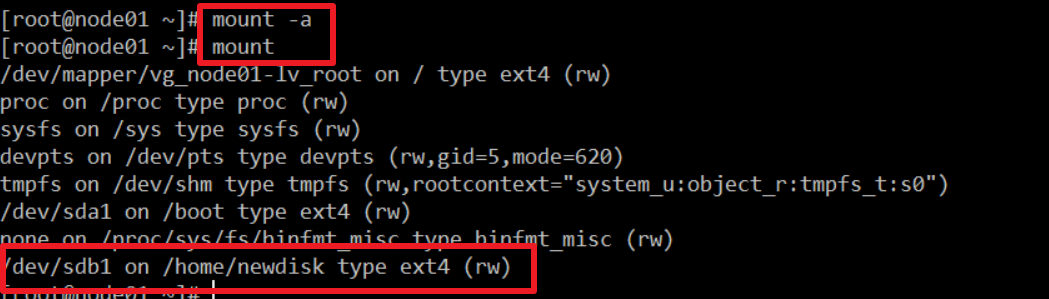 [root@node01 ~]# mount -a
[root@node01 ~]# mount
/dev/mapper/vg_node01-lv_root on / type ext4 (rw)
proc on /proc type proc (rw)
sysfs on /sys type sysfs (rw)
devpts on /dev/pts type devpts (rw,gid=5,mode=620)
tmpfs on /dev/shm type tmpfs (rw,rootcontext="system_u:object_r:tmpfs_t:s0")
/dev/sda1 on /boot type ext4 (rw)
none on /proc/sys/fs/binfmt_misc type binfmt_misc (rw)
/dev/sdb1 on /home/newdisk type ext4 (rw)
[root@node01 ~]#